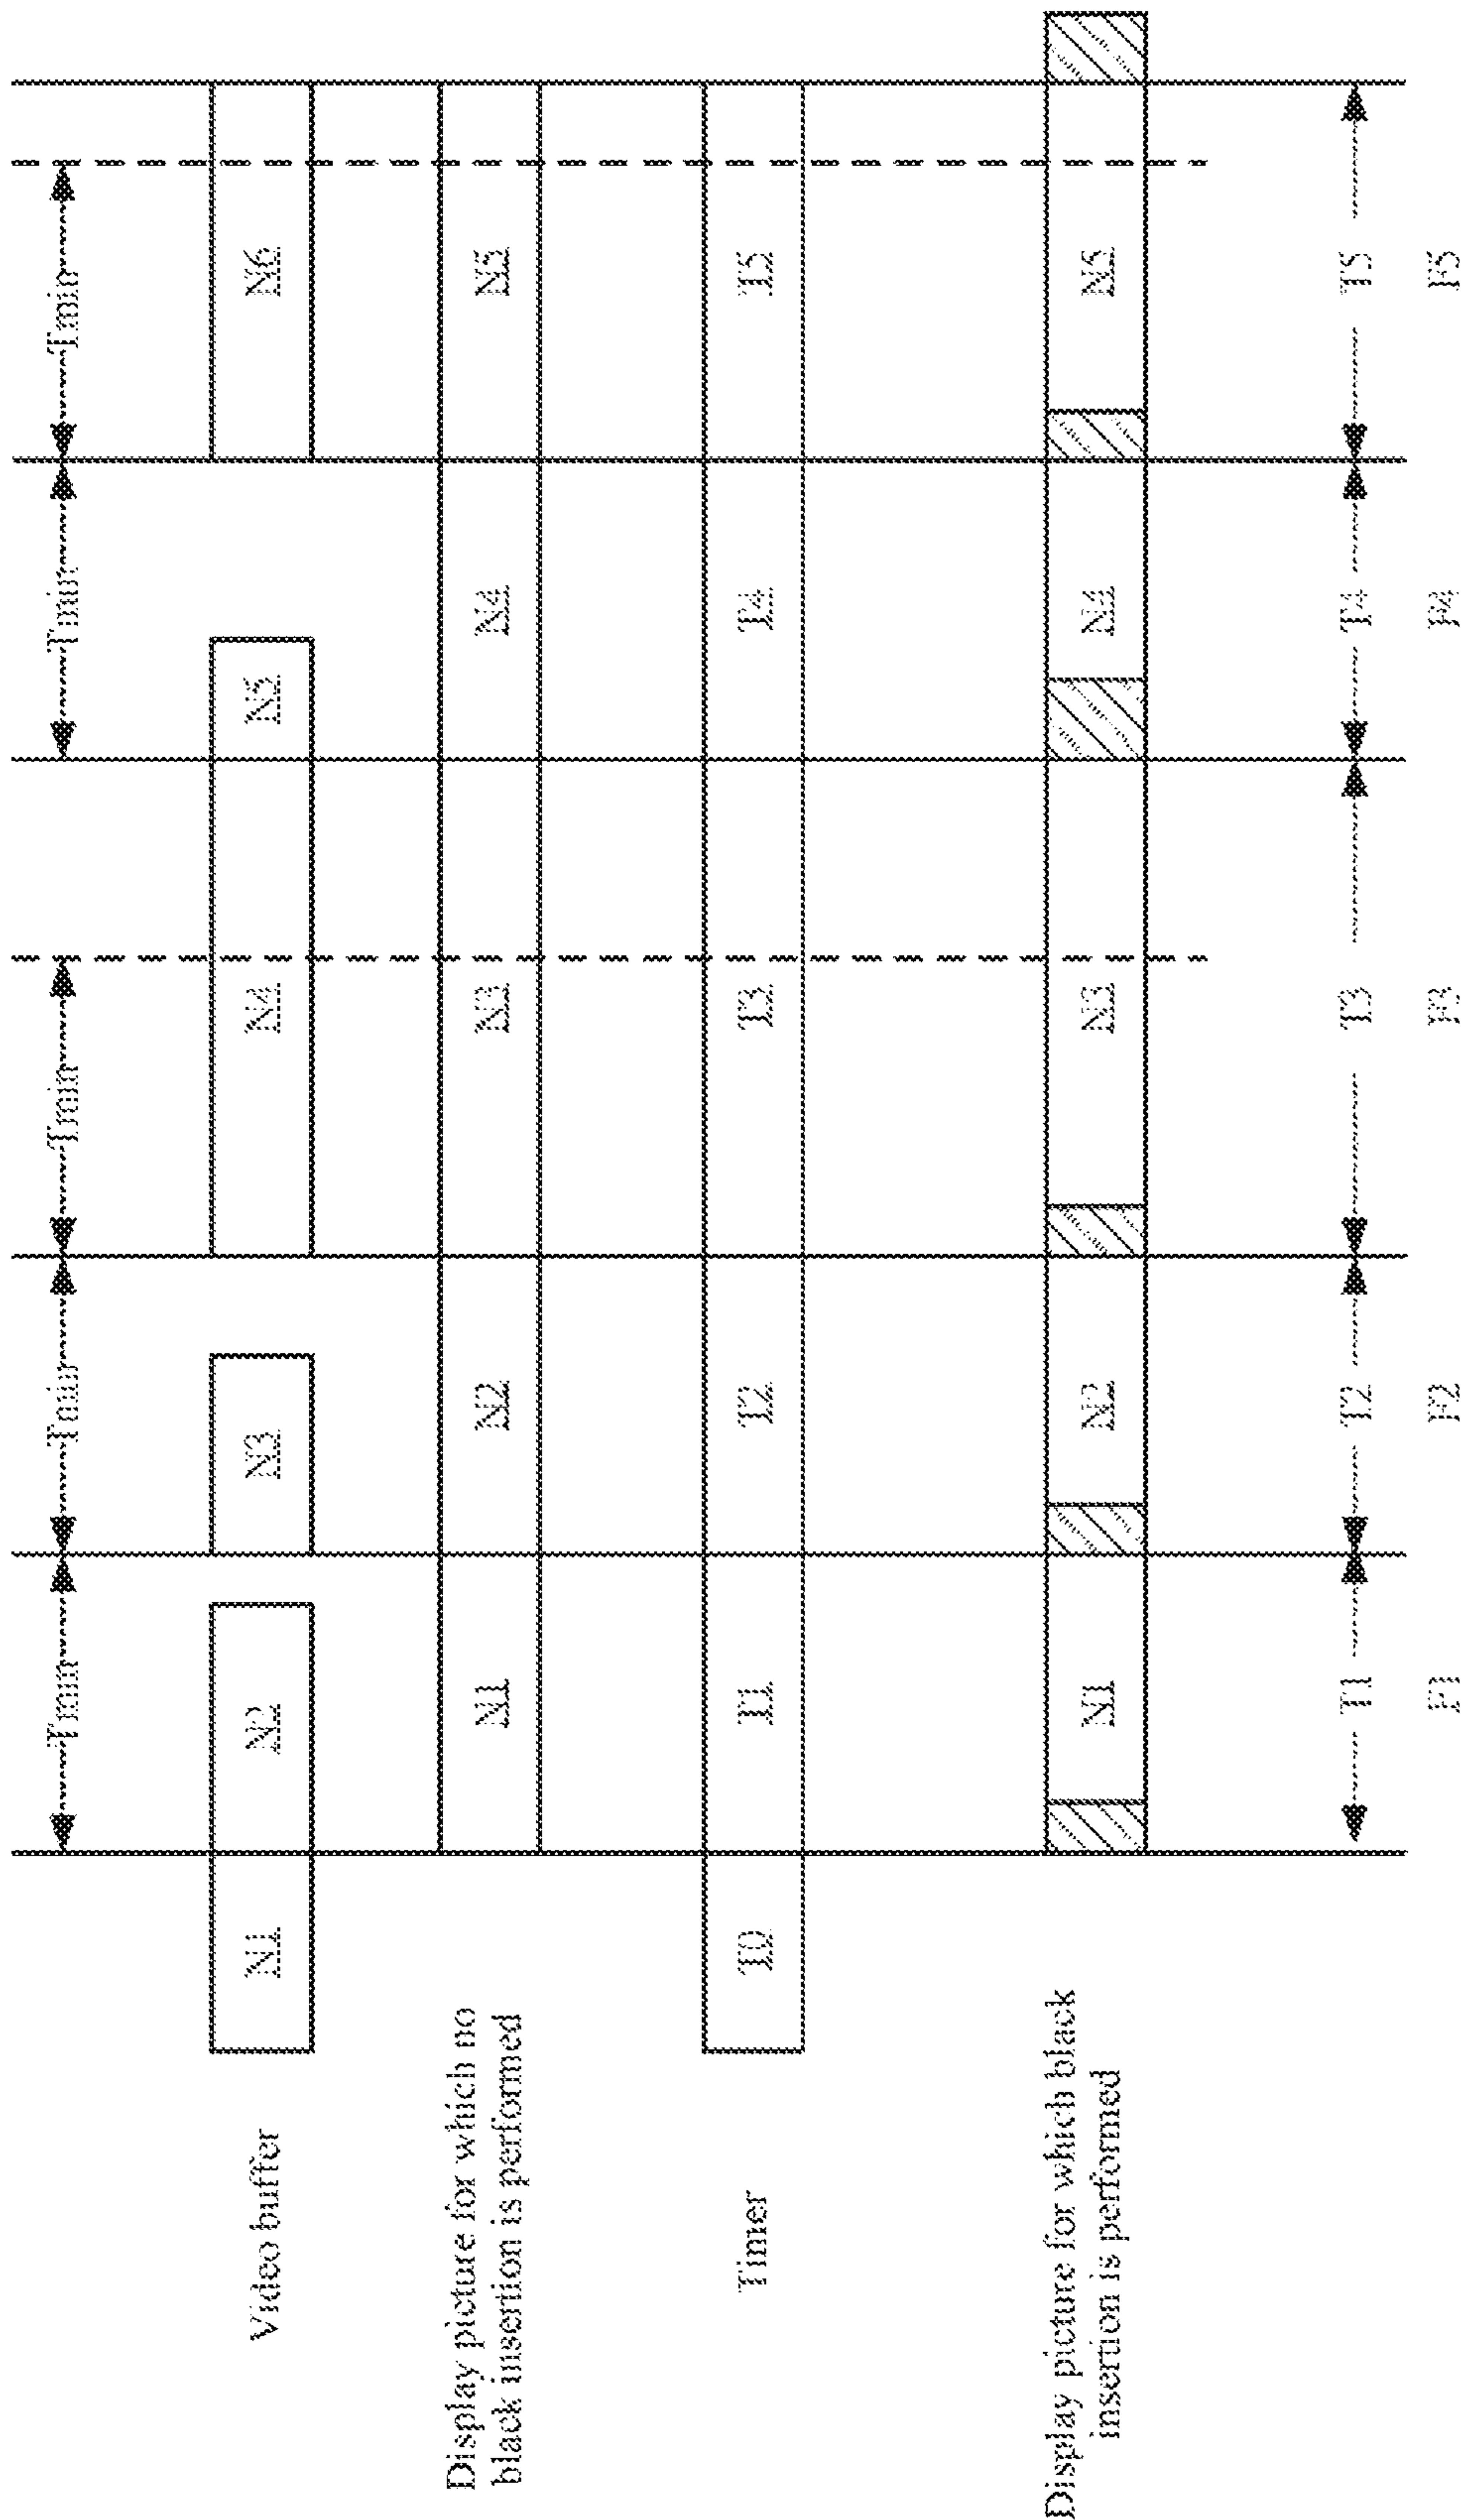 Tmin Tmin Tmin Tmin Tmin
Video buffer N1 N2 N3 N4 N5 N6
Display picture for which no
black insertion is performed
N1 N2 N3 N4 N5
Timer T0 T1 T2 T3 T4 T5
Display picture for which black
insertion is performed
N1 N2 N3 N4 N5
T1 T2 T3 T4 T5
F1 F2 F3 F4 F5